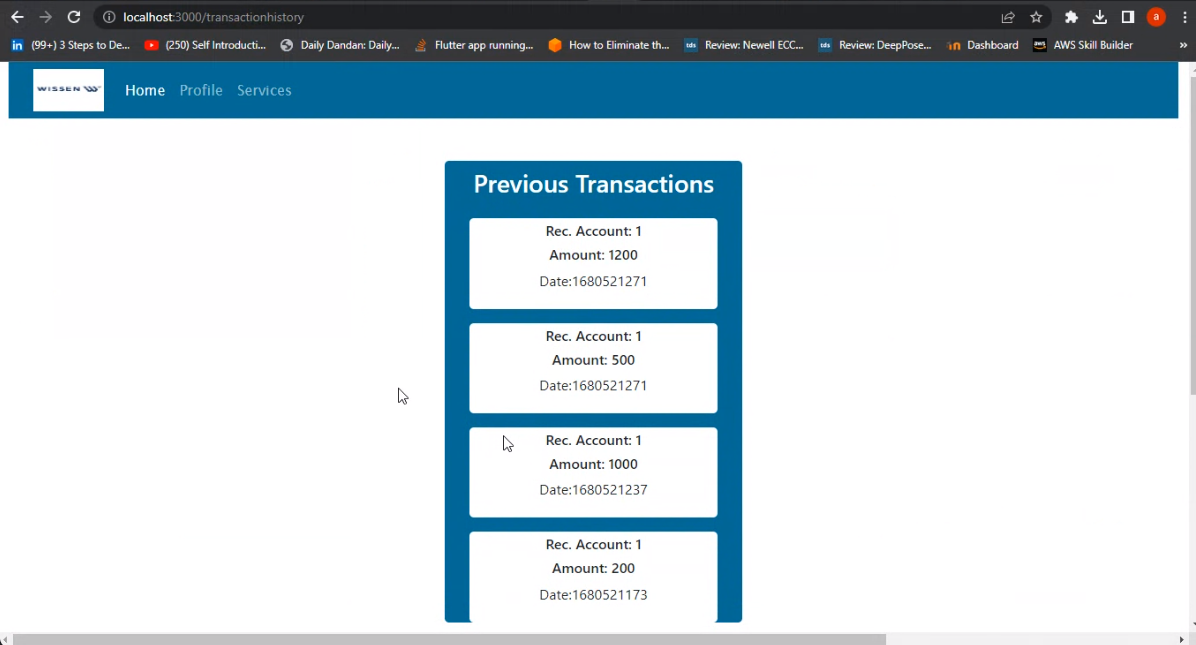 localhost:3000/transactionhistory
(99+) 3 Steps to De...
(250) Self Introducti...
Daily Dandan: Daily...
Flutter app running...
How to Eliminate th...
tds
Review: Newell ECC...
tds
Review: DeepPose...
Dashboard
AWS Skill Builder
WISSEN
Home
Profile
Services
Previous Transactions
Rec. Account: 1
Amount: 1200
Date:1680521271
Rec. Account: 1
Amount: 500
Date:1680521271
Rec. Account: 1
Amount: 1000
Date:1680521237
Rec. Account: 1
Amount: 200
Date:1680521173